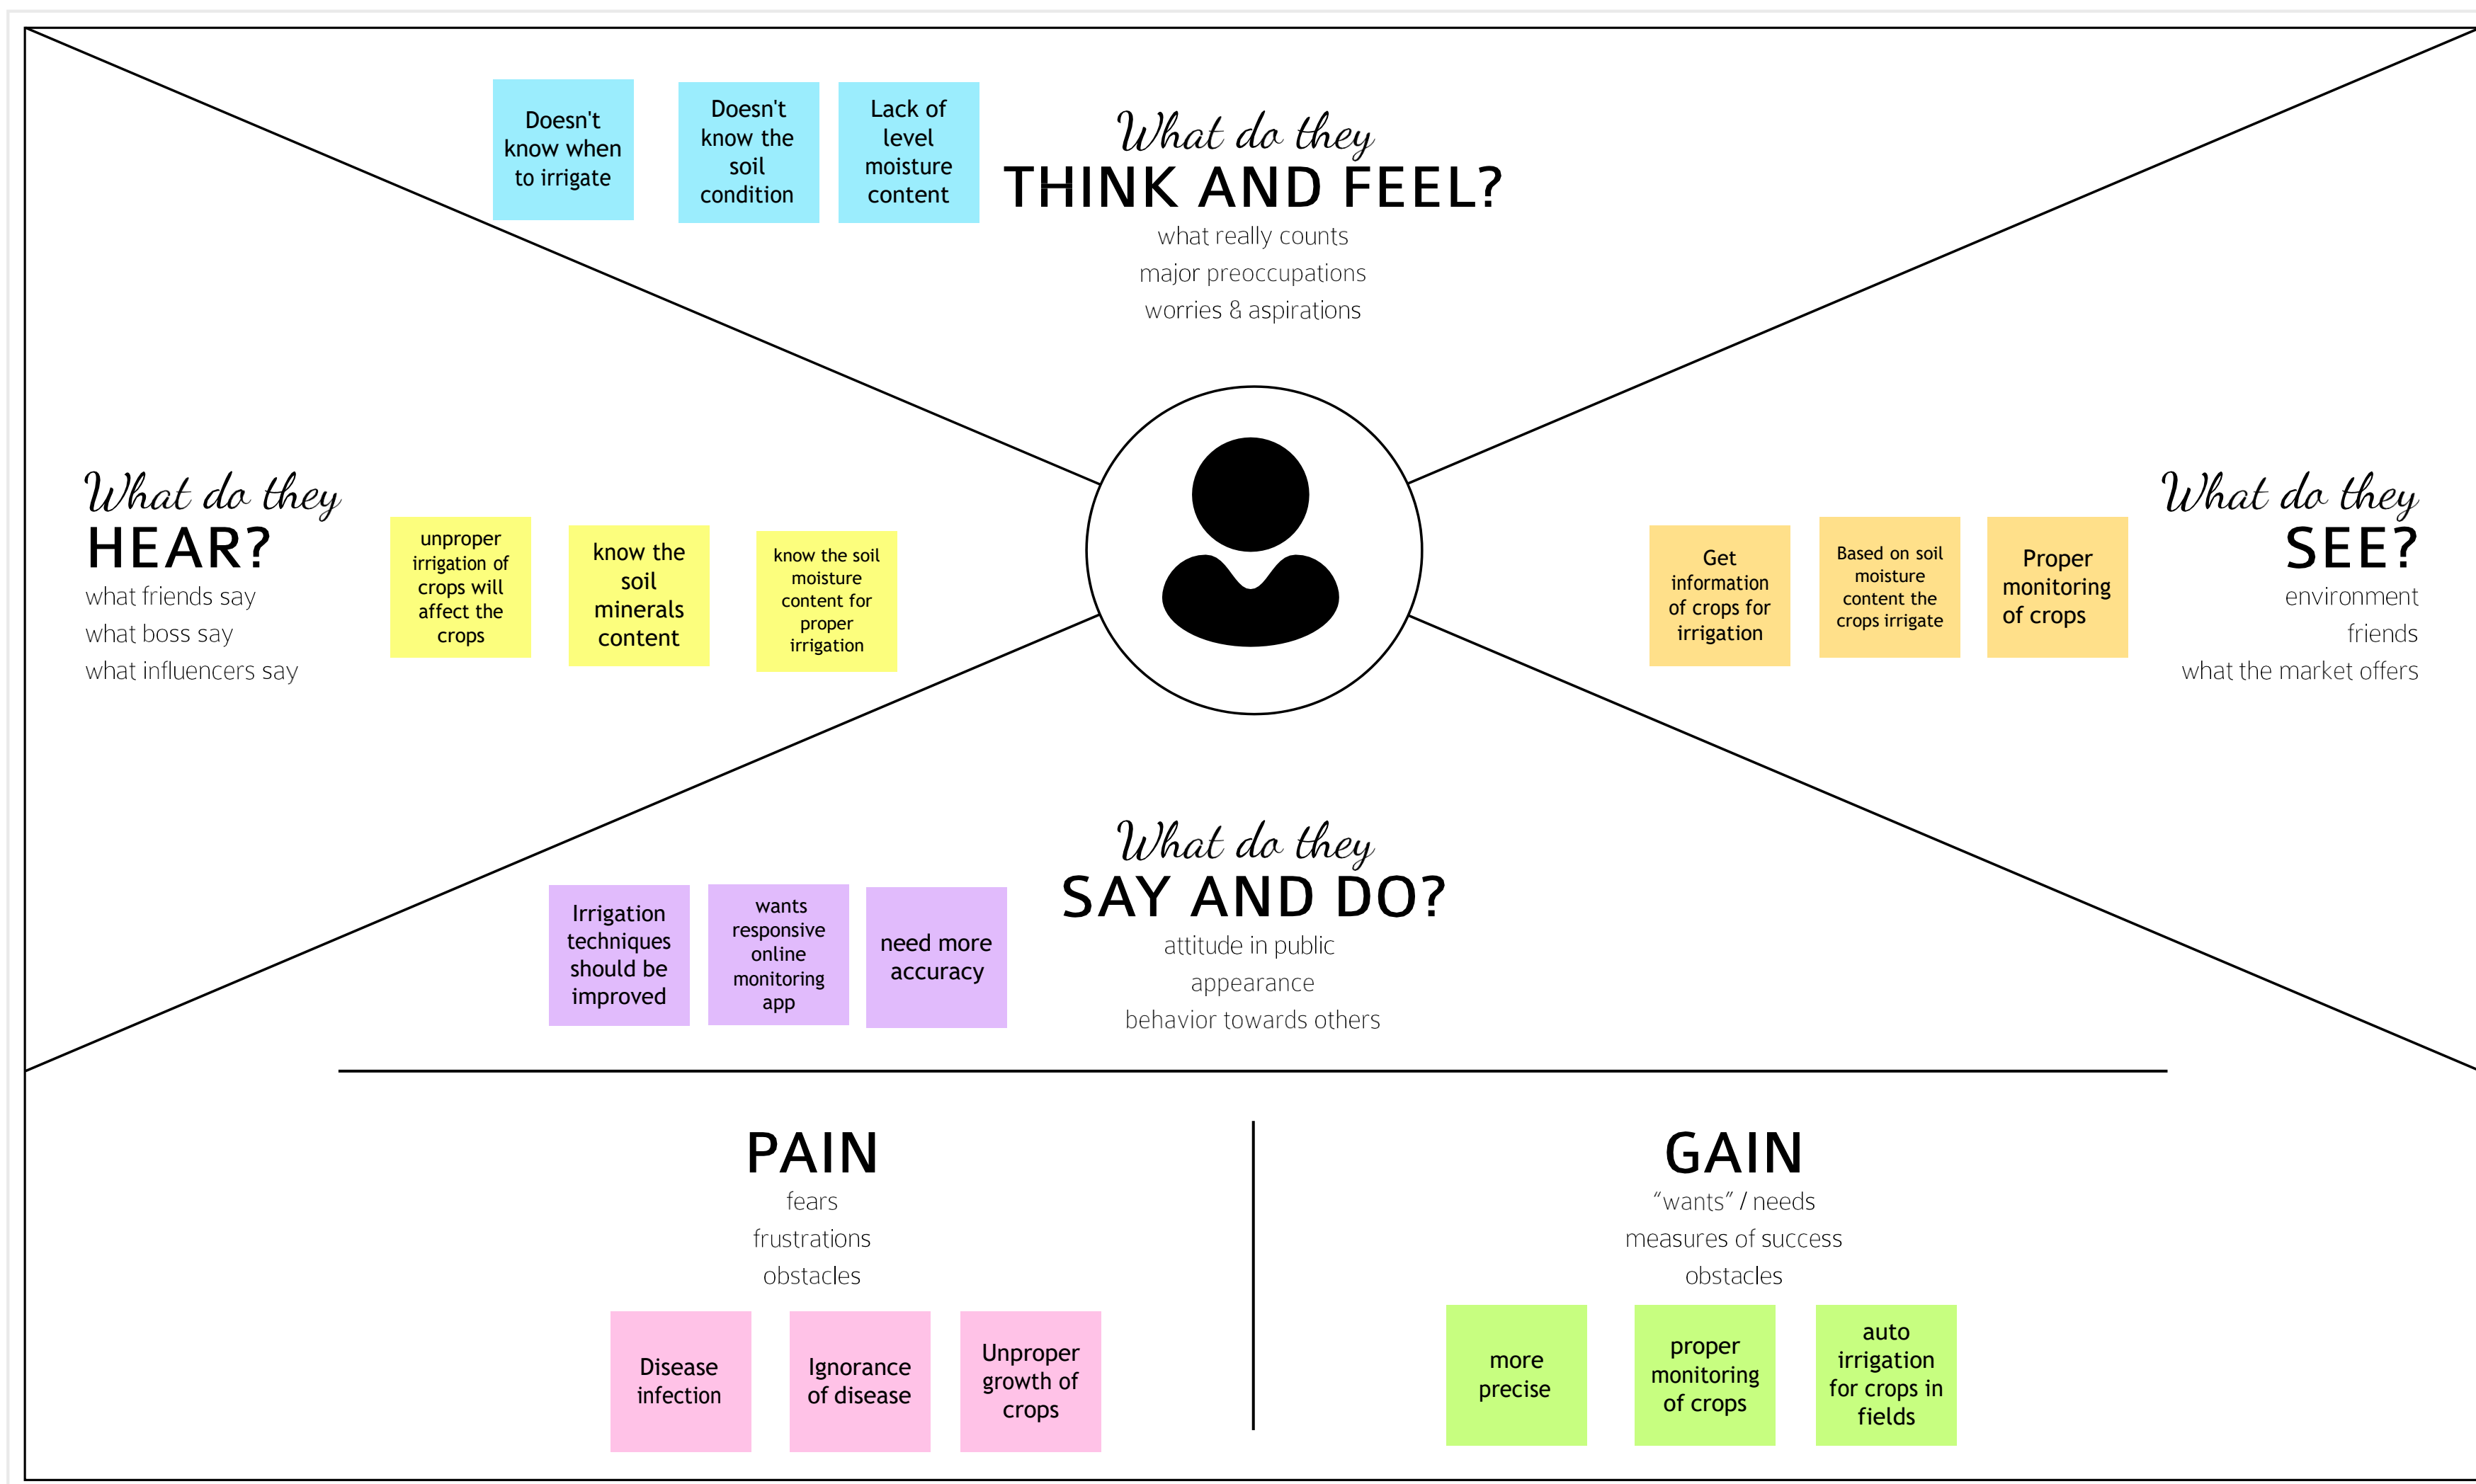 Doesn't
know when
to irrigate
Doesn't
know the
soil
condition
Lack of
level
moisture
content
What do they
THINK AND FEEL?
what really counts
major preoccupations
worries & aspirations
What do they
HEAR?
what friends say
what boss say
what influencers say
unproper
irrigation of
crops will
affect the
crops
know the
soil
minerals
content
know the soil
moisture
content for
proper
irrigation
Get
information
of crops for
irrigation
Based on soil
moisture
content the
crops irrigate
Proper
monitoring
of crops
What do they
SEE?
environment
friends
what the market offers
What do they
SAY AND DO?
attitude in public
appearance
behavior towards others
Irrigation
techniques
should be
improved
wants
responsive
online
monitoring
app
need more
accuracy
PAIN
fears
frustrations
obstacles
Disease
infection
Ignorance
of disease
Unproper
growth of
crops
GAIN
“wants” / needs
measures of success
obstacles
more
precise
proper
monitoring
of crops
auto
irrigation
for crops in
fields